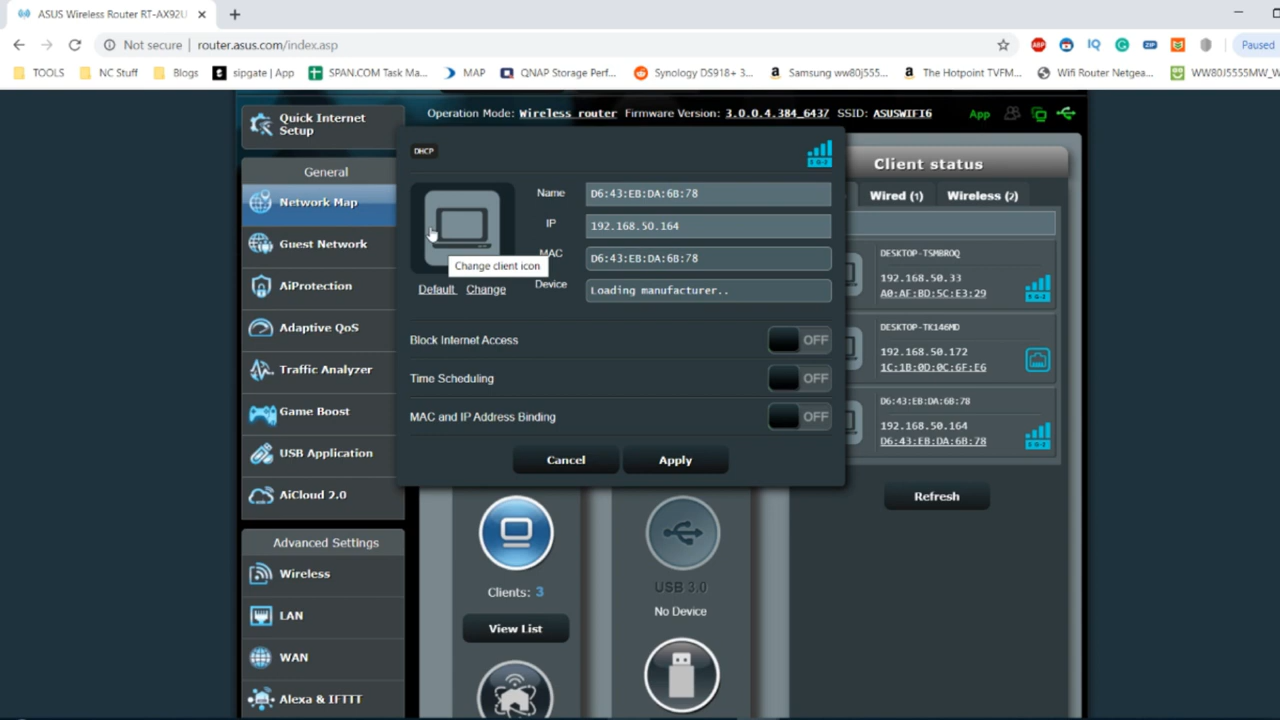 ASUS Wireless Router RT-AX92U
Not secure | router.asus.com/index.asp
ABP
IQ
ZIP
Paused
TOOLS
NC Stuff
Blogs
sipgate | App
SPAN.COM Task Ma...
MAP
QNAP Storage Perf...
Synology DS918+ 3...
Samsung ww80j555...
The Hotpoint TVFM...
Wifi Router Netgea...
WW80J5555MW_W
Quick Internet
Setup
Operation Mode: Wireless router Firmware Version: 3.0.0.4.384_6437 SSID: ASUSWIFI6
App
General
Network Map
Guest Network
AiProtection
Adaptive QoS
Traffic Analyzer
Game Boost
USB Application
AiCloud 2.0
Advanced Settings
Wireless
LAN
WAN
Alexa & IFTTT
DHCP
Name D6:43:EB:DA:6B:78
IP 192.168.50.164
MAC D6:43:EB:DA:6B:78
Device Loading manufacturer..
Change client icon
Default Change
Block Internet Access OFF
Time Scheduling OFF
MAC and IP Address Binding OFF
Cancel Apply
Clients: 3
View List
USB 3.0
No Device
Client status
Wired (1) Wireless (2)
DESKTOP-TSMBROQ
192.168.50.33
A0:AF:BD:5C:E3:29
DESKTOP-TK146MD
192.168.50.172
1C:1B:0D:0C:6F:E6
D6:43:EB:DA:6B:78
192.168.50.164
D6:43:EB:DA:6B:78
Refresh